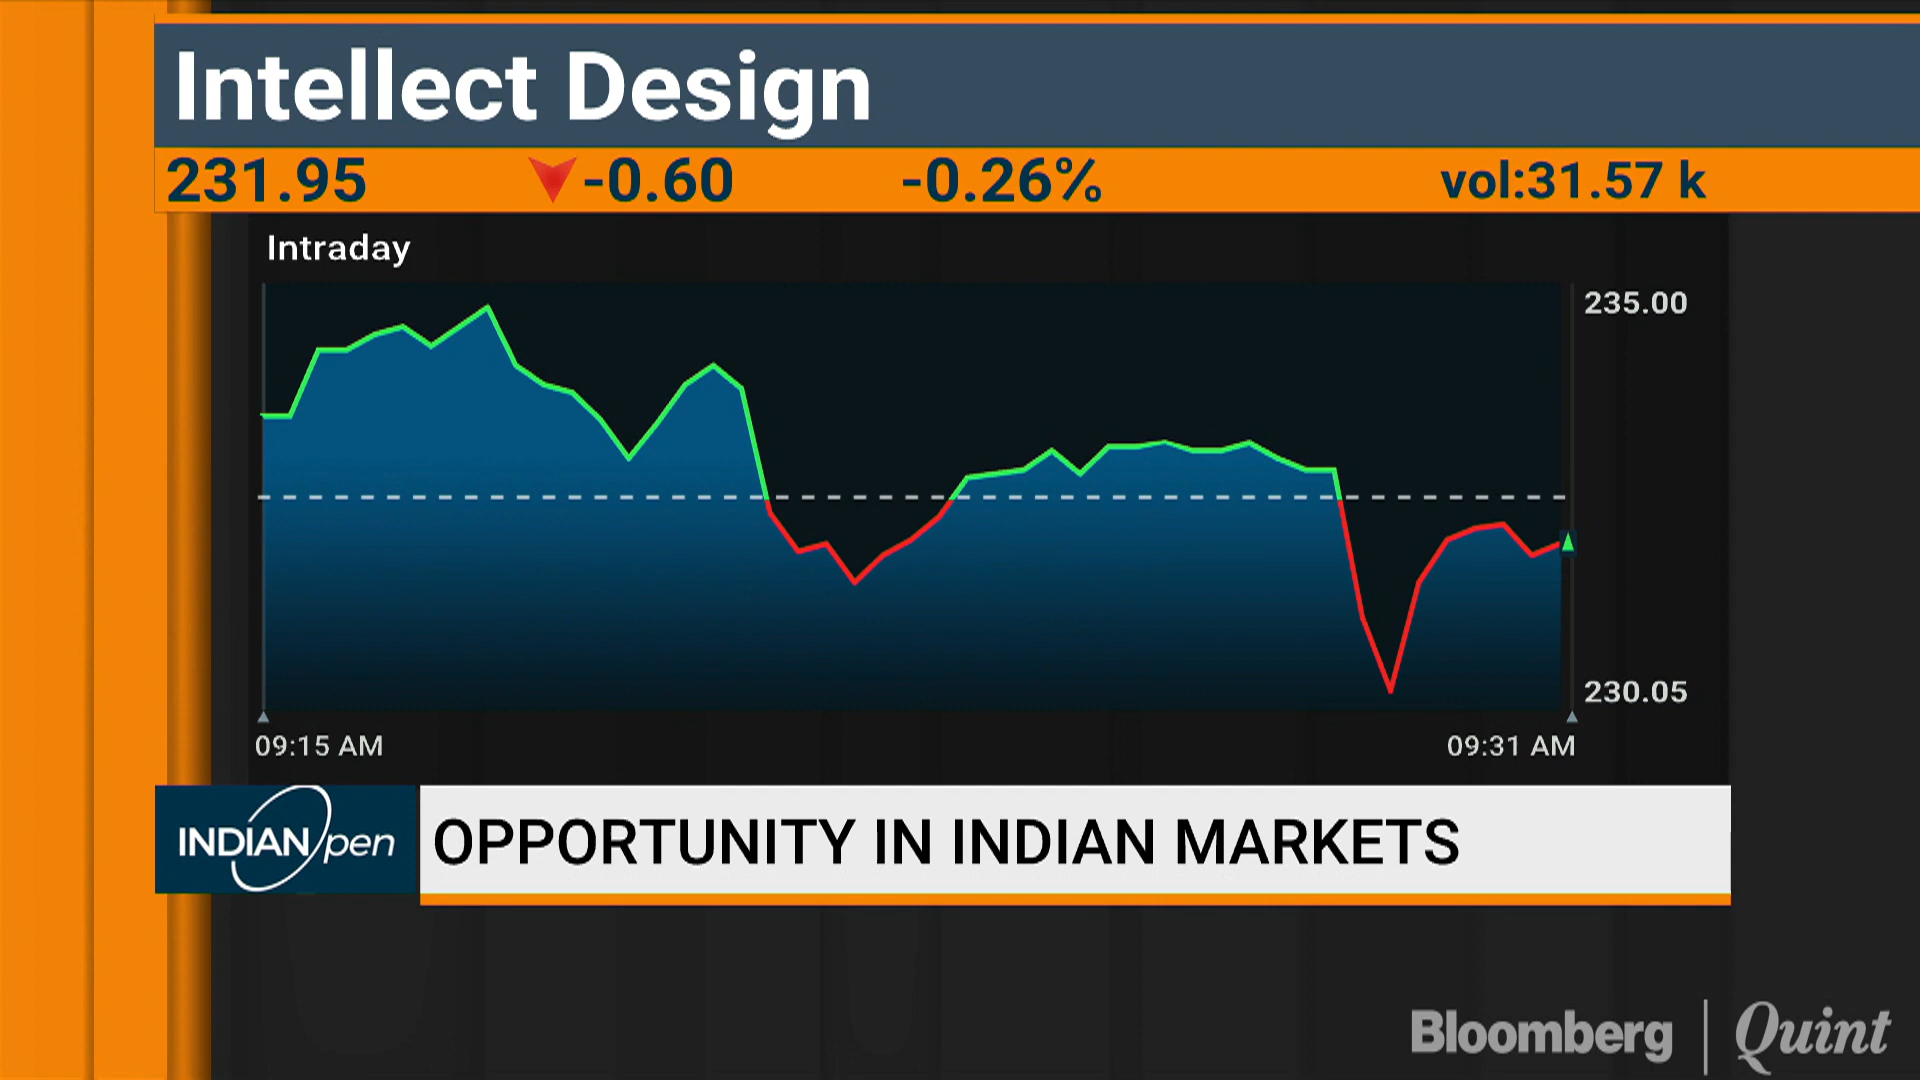 Intellect Design
231.95 -0.60 -0.26% vol:31.57 k
Intraday
235.00
230.05
09:15 AM 09:31 AM
INDIAN Open OPPORTUNITY IN INDIAN MARKETS
Bloomberg | Quint